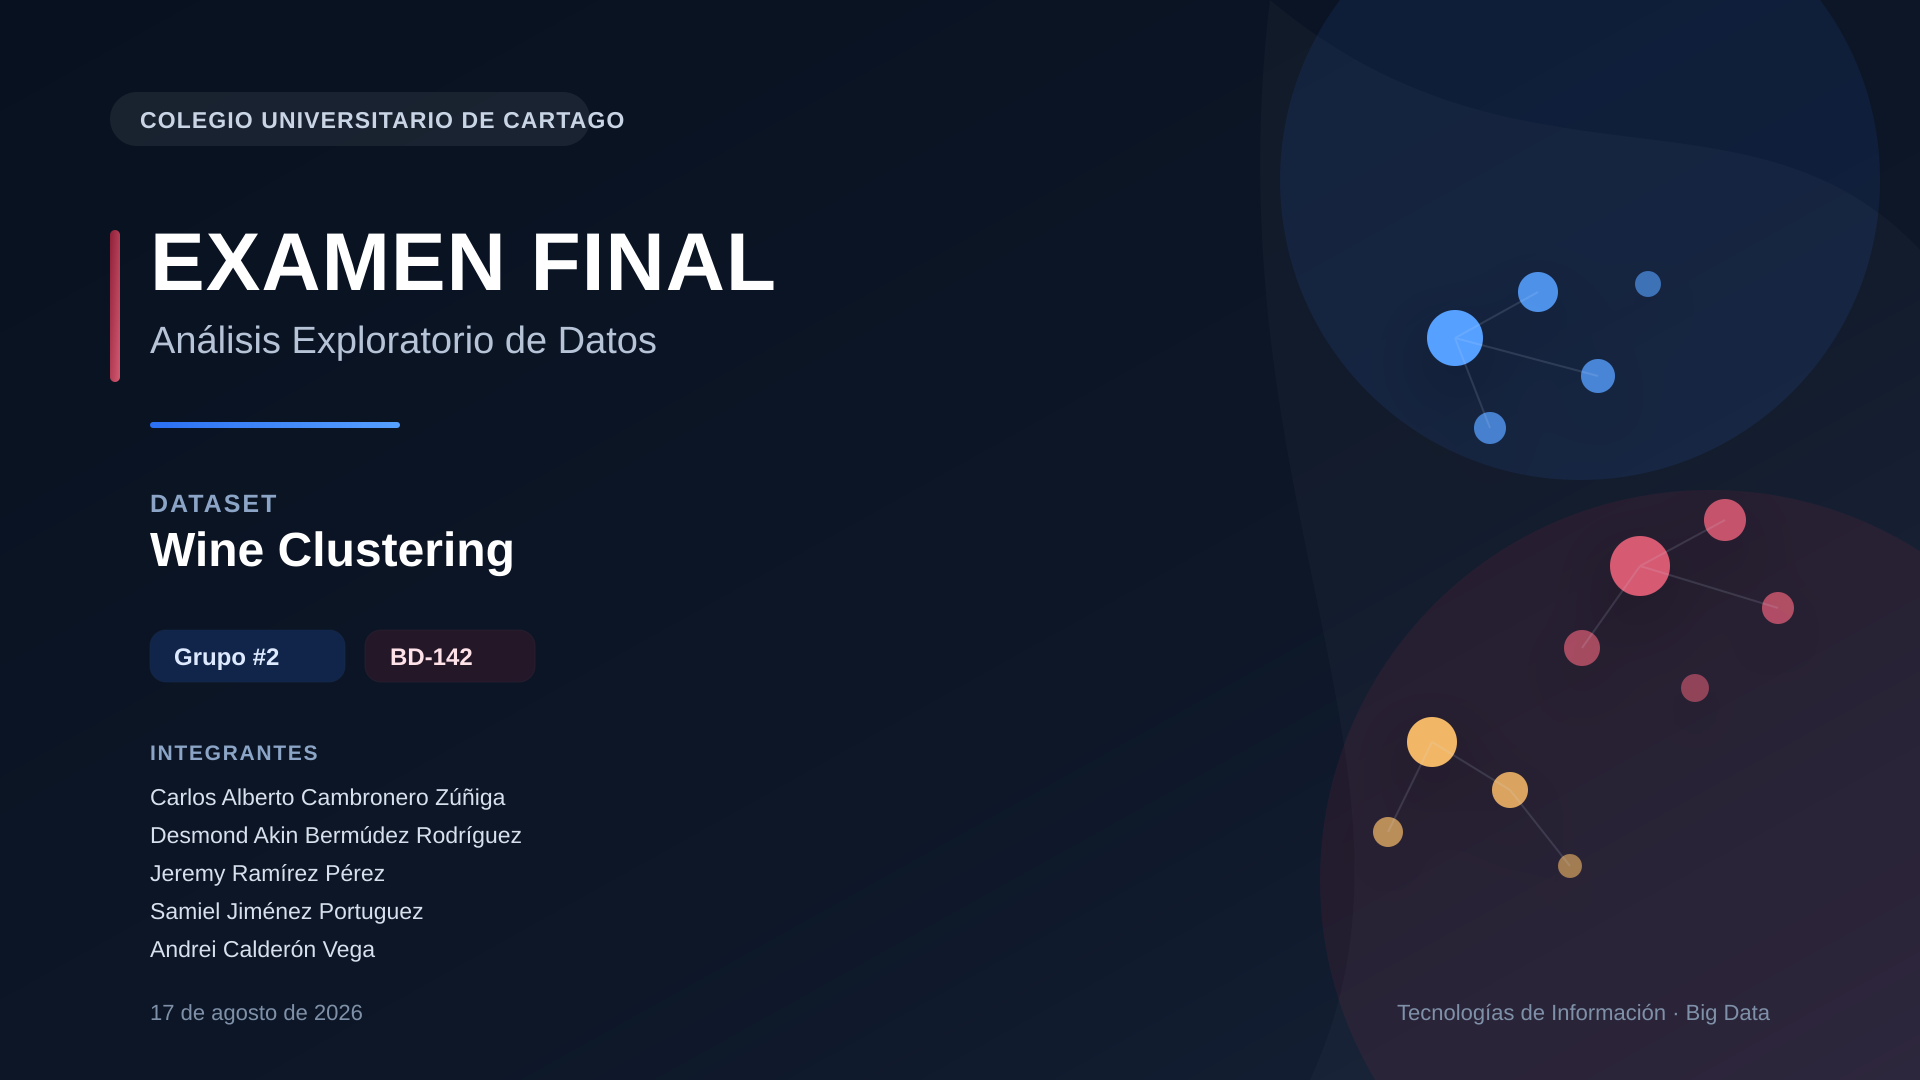 COLEGIO UNIVERSITARIO DE CARTAGO
EXAMEN FINAL
Análisis Exploratorio de Datos
DATASET
Wine Clustering
Grupo #2
BD-142
INTEGRANTES
Carlos Alberto Cambronero Zúñiga
Desmond Akin Bermúdez Rodríguez
Jeremy Ramírez Pérez
Samiel Jiménez Portuguez
Andrei Calderón Vega
17 de agosto de 2026
Tecnologías de Información · Big Data